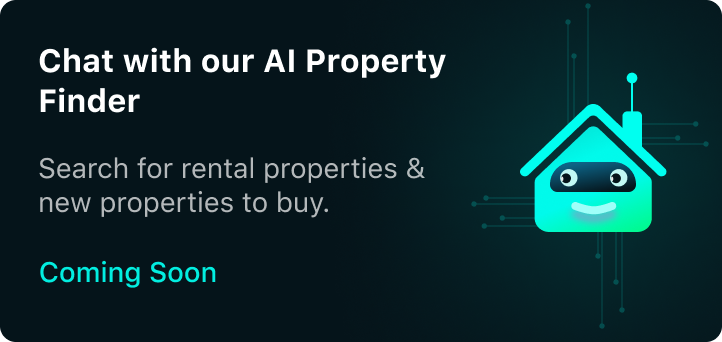 Chat with our AI Property
Finder
Search for rental properties &
new properties to buy.
Coming Soon